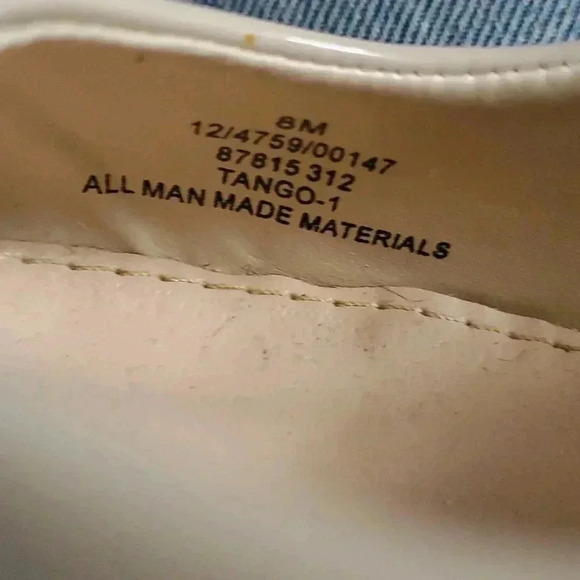 8M
12/4759/00147
87815 312
TANGO-1
ALL MAN MADE MATERIALS